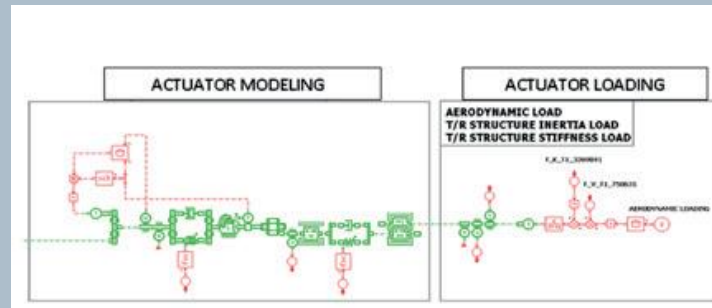 ACTUATOR MODELING
ACTUATOR LOADING
AERODYNAMIC LOAD
T/R STRUCTURE INERTIA LOAD
T/R STRUCTURE STIFFNESS LOAD
AERODYNAMIC LOADING